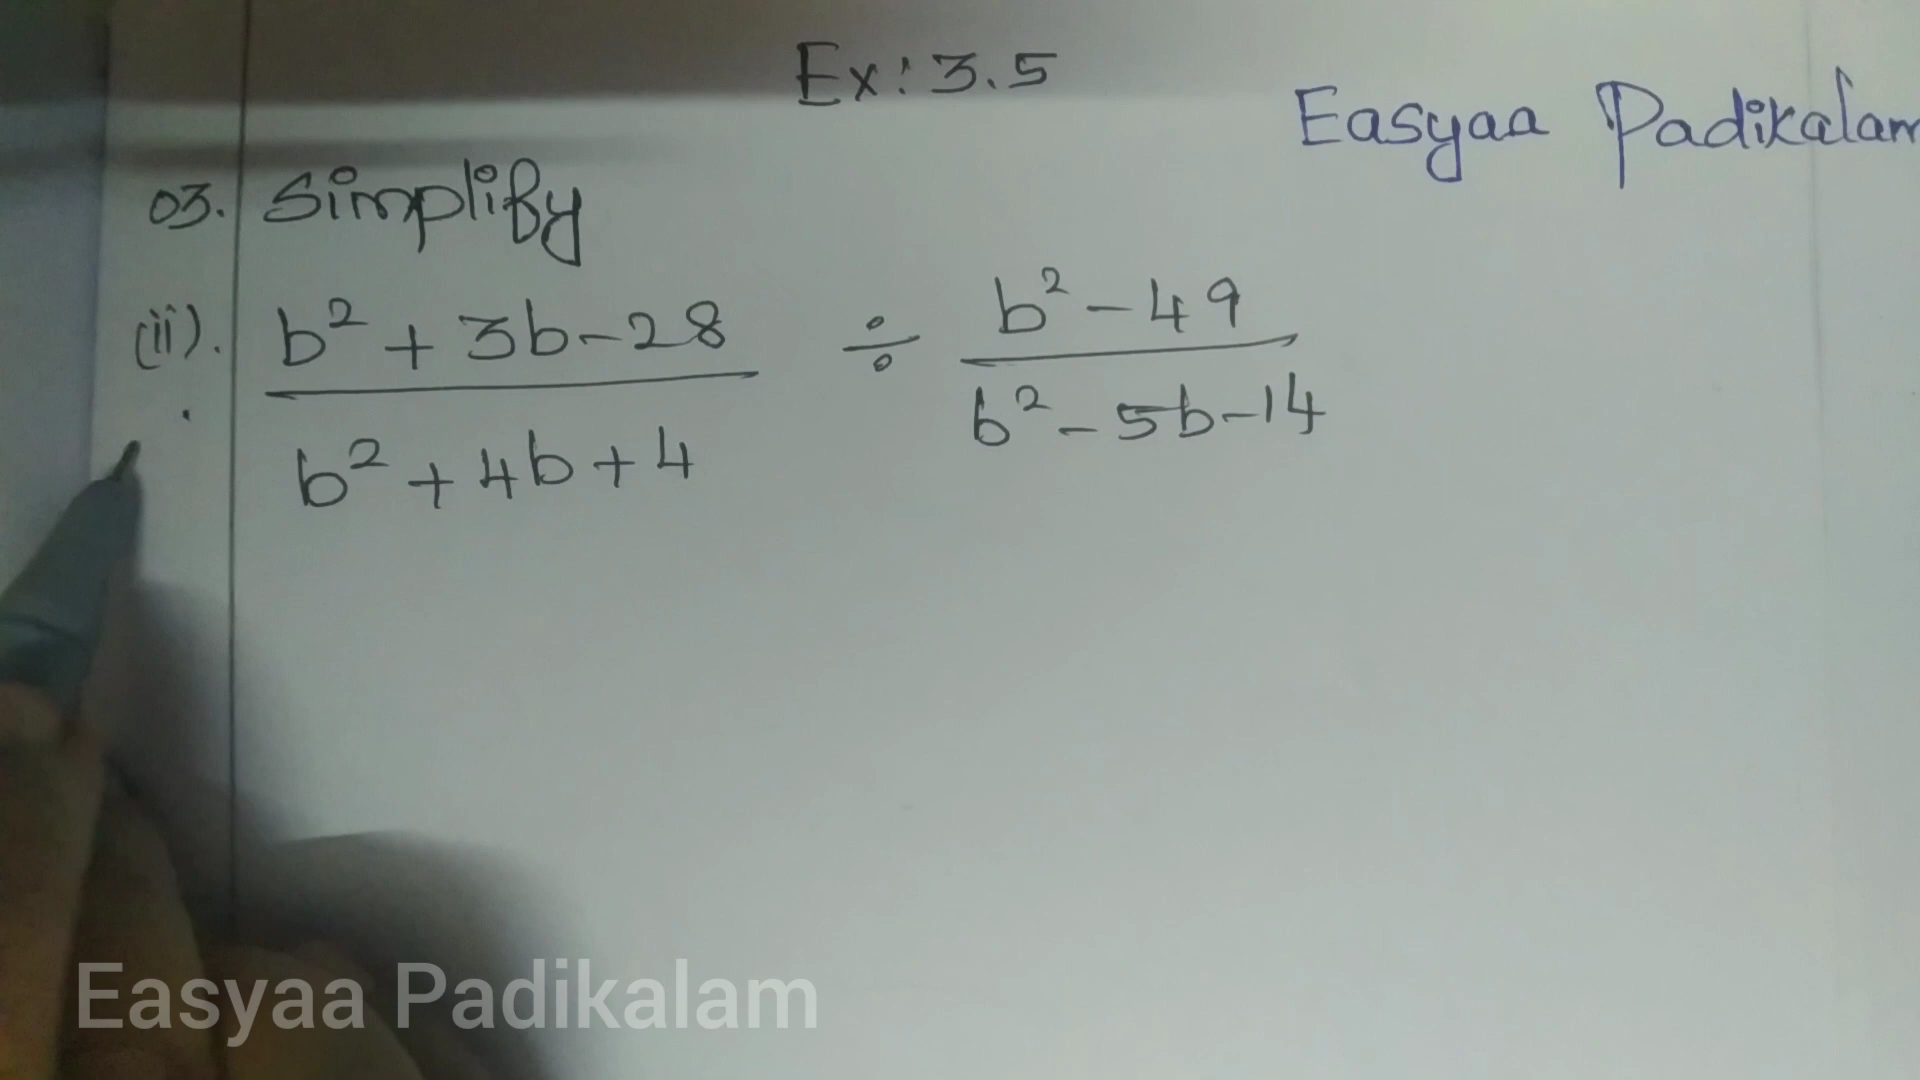 Ex: 3.5
Easyaa Padikalam
03. Simplify
(ii). b² + 3b - 28 ÷ b² - 49
b² + 4b + 4 b² - 5b - 14
Easyaa Padikalam